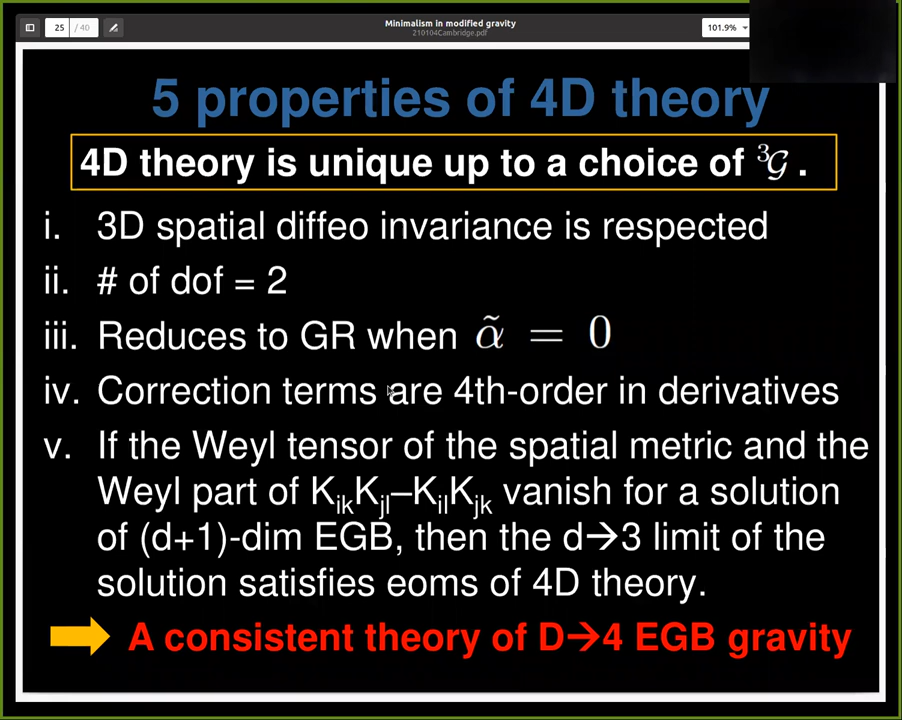 Minimalism in modified gravity
210104Cambridge.pdf
25 / 40
101.9%
5 properties of 4D theory
4D theory is unique up to a choice of ³𝒢 .
i. 3D spatial diffeo invariance is respected
ii. # of dof = 2
iii. Reduces to GR when α̃ = 0
iv. Correction terms are 4th-order in derivatives
v. If the Weyl tensor of the spatial metric and the
Weyl part of KikKjl–KilKjk vanish for a solution
of (d+1)-dim EGB, then the d→3 limit of the
solution satisfies eoms of 4D theory.
A consistent theory of D→4 EGB gravity